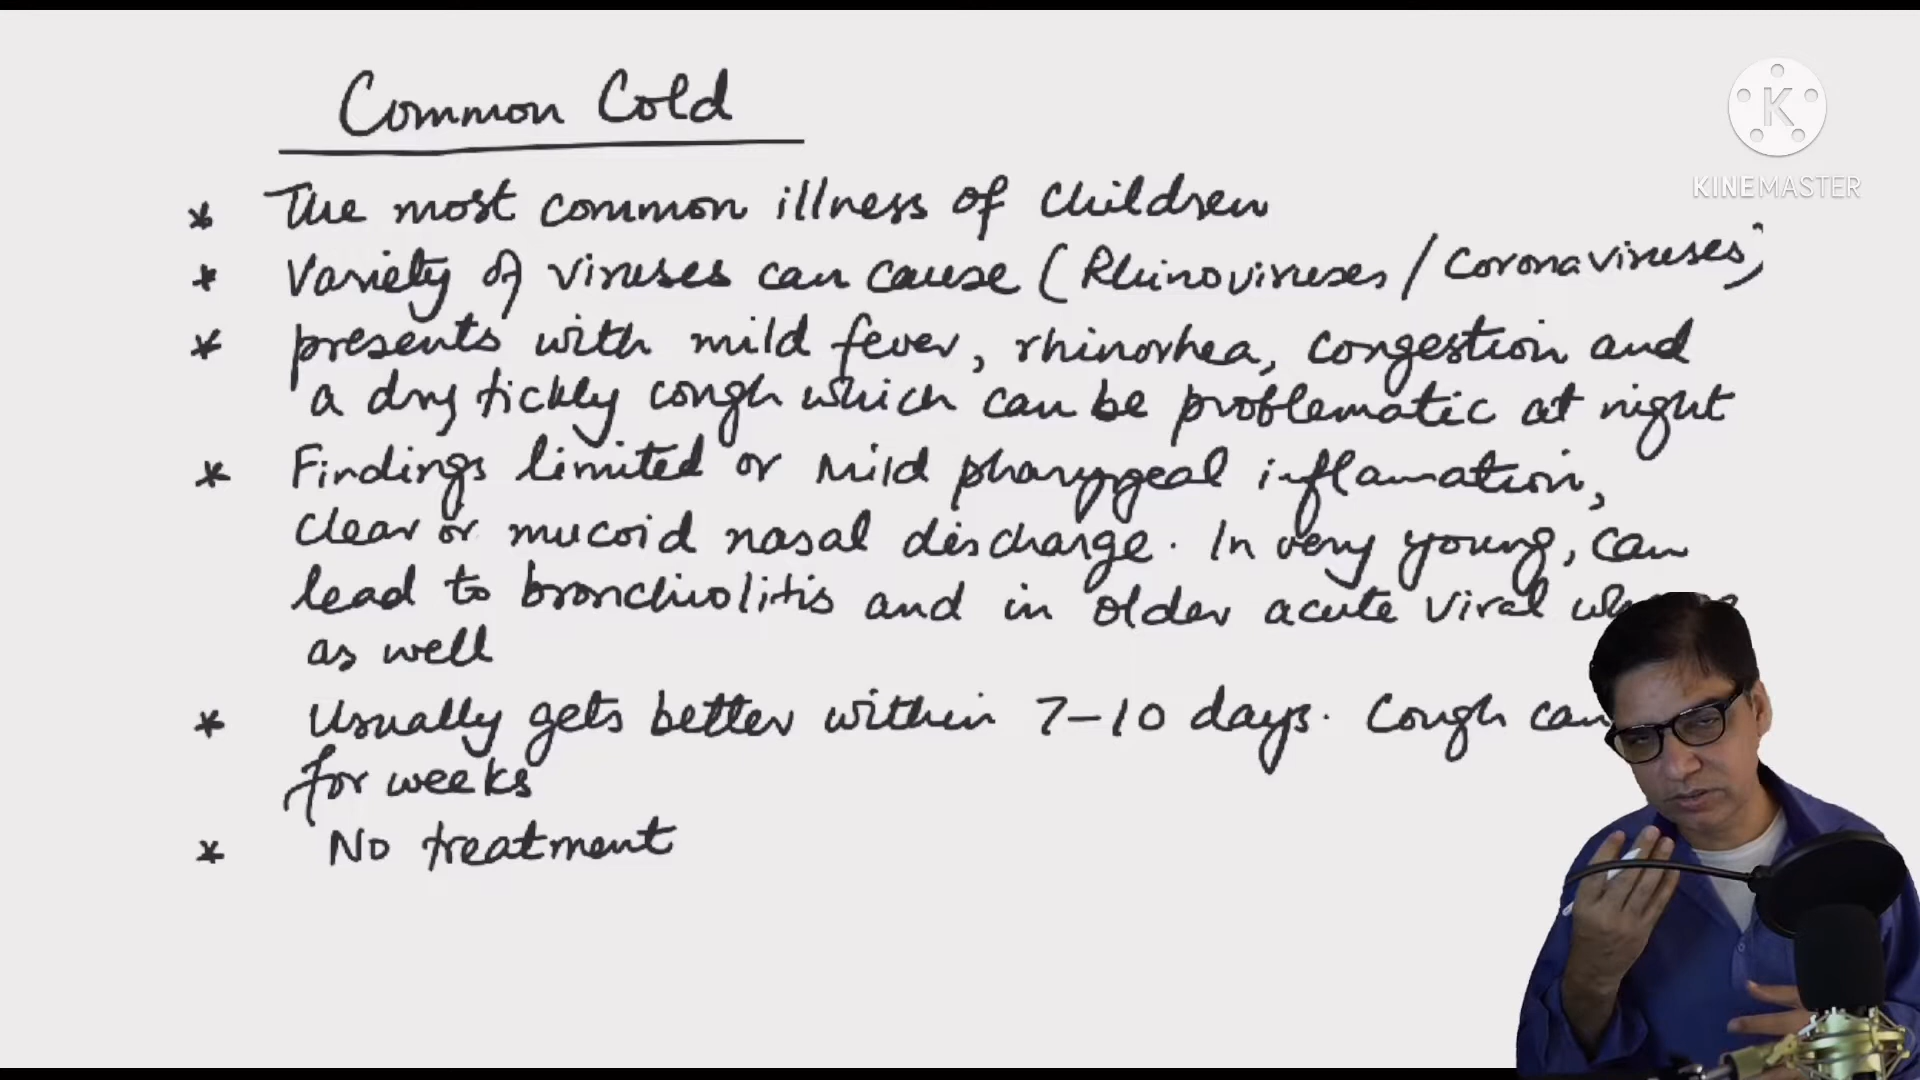 Common Cold
* The most common illness of children
* Variety of viruses can cause (Rhinoviruses / Coronaviruses)
* presents with mild fever, rhinorhea, congestion and
a dry tickly cough which can be problematic at night
* Findings limited or mild pharyngeal inflamation,
clear or mucoid nasal discharge. In very young, can
lead to bronchiolitis and in older acute viral
as well
* Usually gets better within 7-10 days. Cough can
for weeks
* No treatment
K
KINEMASTER